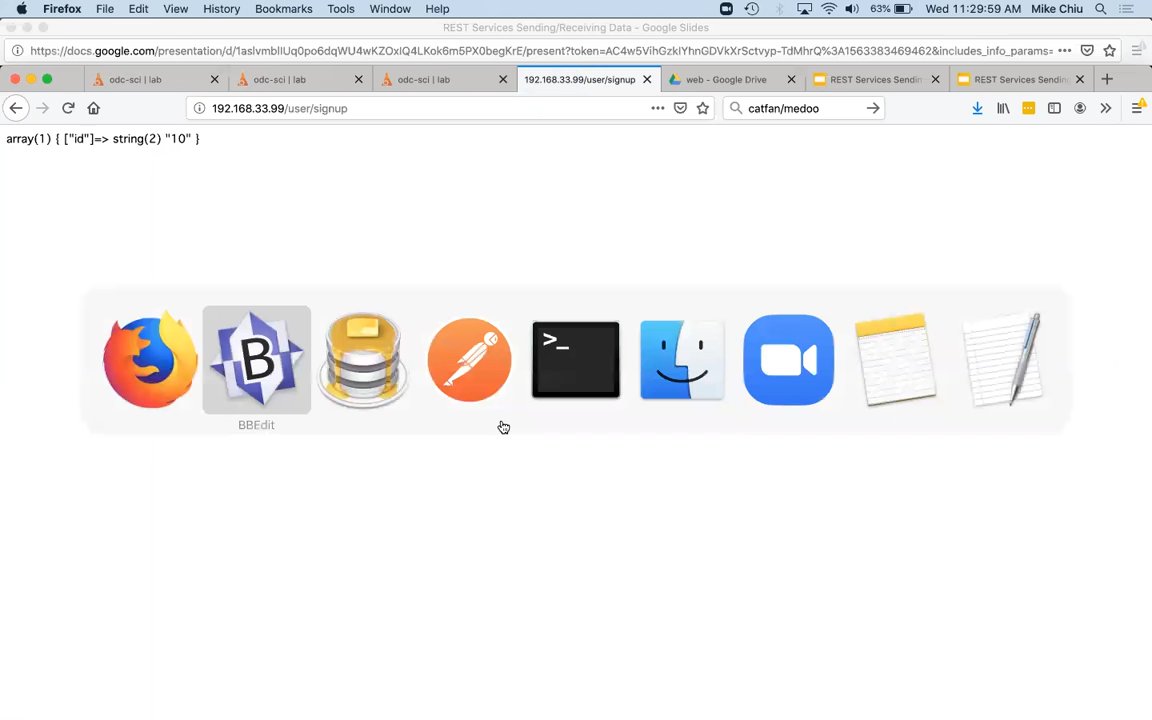 Firefox File Edit View History Bookmarks Tools Window Help 63% Wed 11:29:59 AM Mike Chiu
REST Services Sending/Receiving Data - Google Slides
https://docs.google.com/presentation/d/1aslvmbIlUq0po6dqWU4wKZOxlQ4LKok6m5PX0begKrE/present?token=AC4w5VihGzkIYhnGDVkXrSctvyp-TdMhrQ%3A1563383469462&includes_info_params=
odc-sci | lab odc-sci | lab odc-sci | lab 192.168.33.99/user/signup web - Google Drive REST Services Sendin REST Services Sendin
192.168.33.99/user/signup catfan/medoo
array(1) { ["id"]=> string(2) "10" }
B
>_
BBEdit